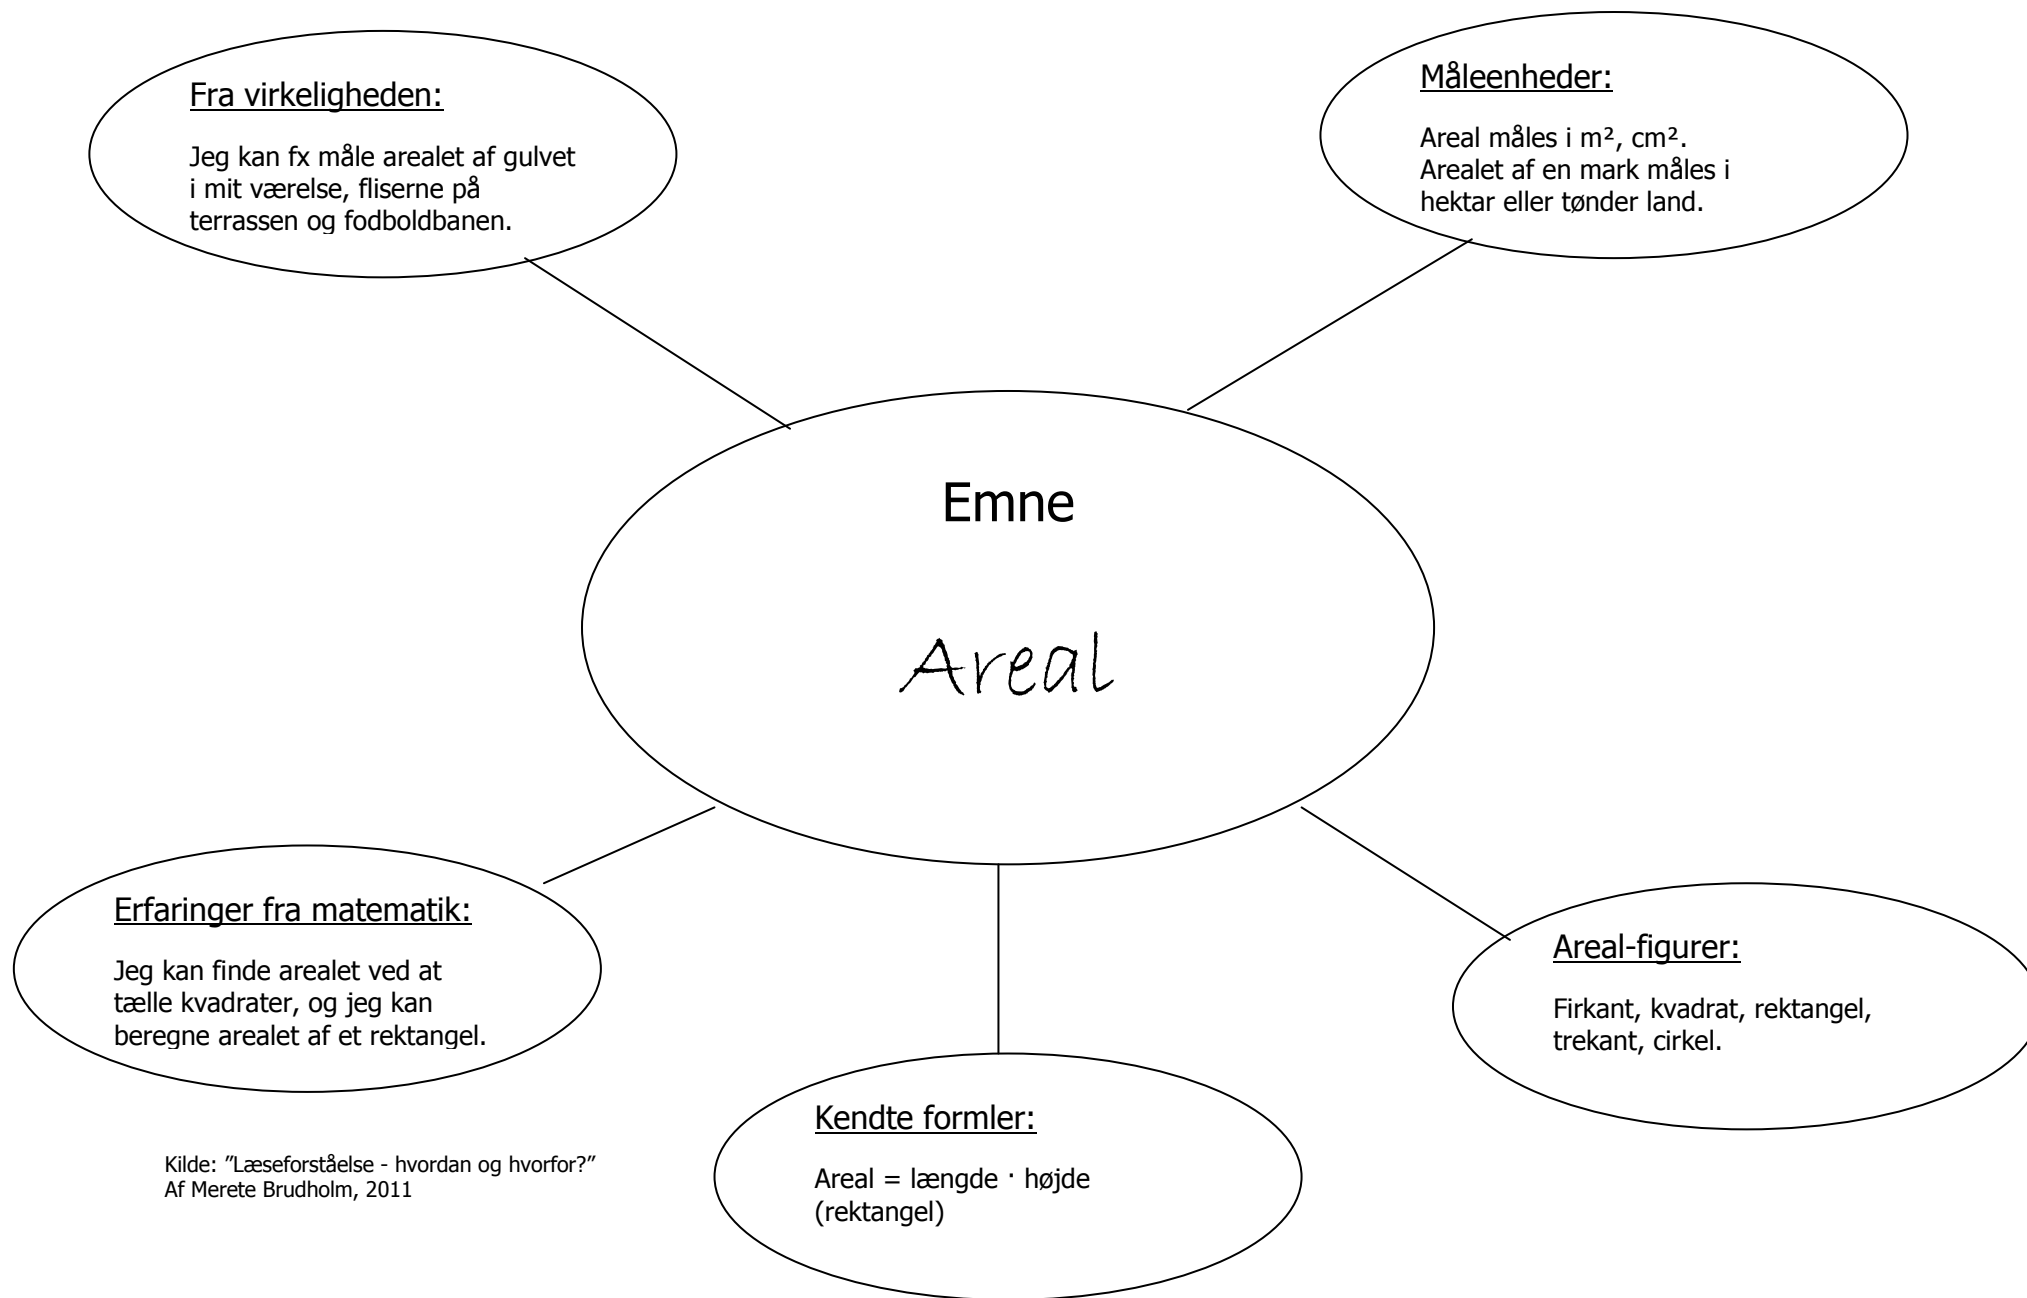 Fra virkeligheden:
Jeg kan fx måle arealet af gulvet
i mit værelse, fliserne på
terrassen og fodboldbanen.
Måleenheder:
Areal måles i m², cm².
Arealet af en mark måles i
hektar eller tønder land.
Emne
Areal
Erfaringer fra matematik:
Jeg kan finde arealet ved at
tælle kvadrater, og jeg kan
beregne arealet af et rektangel.
Areal-figurer:
Firkant, kvadrat, rektangel,
trekant, cirkel.
Kendte formler:
Areal = længde · højde
(rektangel)
Kilde: ”Læseforståelse - hvordan og hvorfor?”
Af Merete Brudholm, 2011